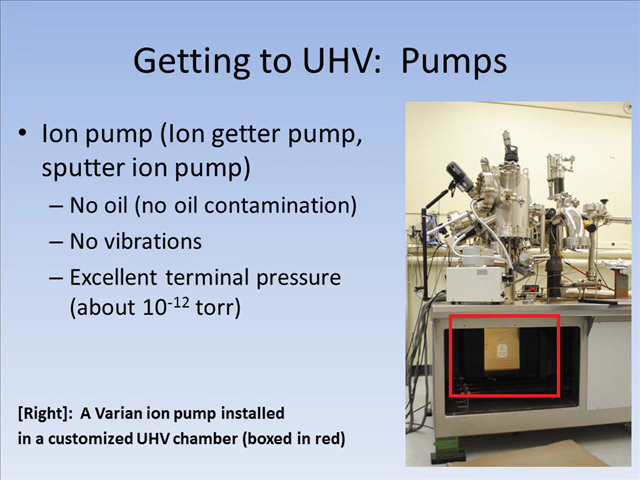 Getting to UHV:  Pumps
• Ion pump (Ion getter pump,
sputter ion pump)
– No oil (no oil contamination)
– No vibrations
– Excellent terminal pressure
(about 10⁻¹² torr)
[Right]:  A Varian ion pump installed
in a customized UHV chamber (boxed in red)